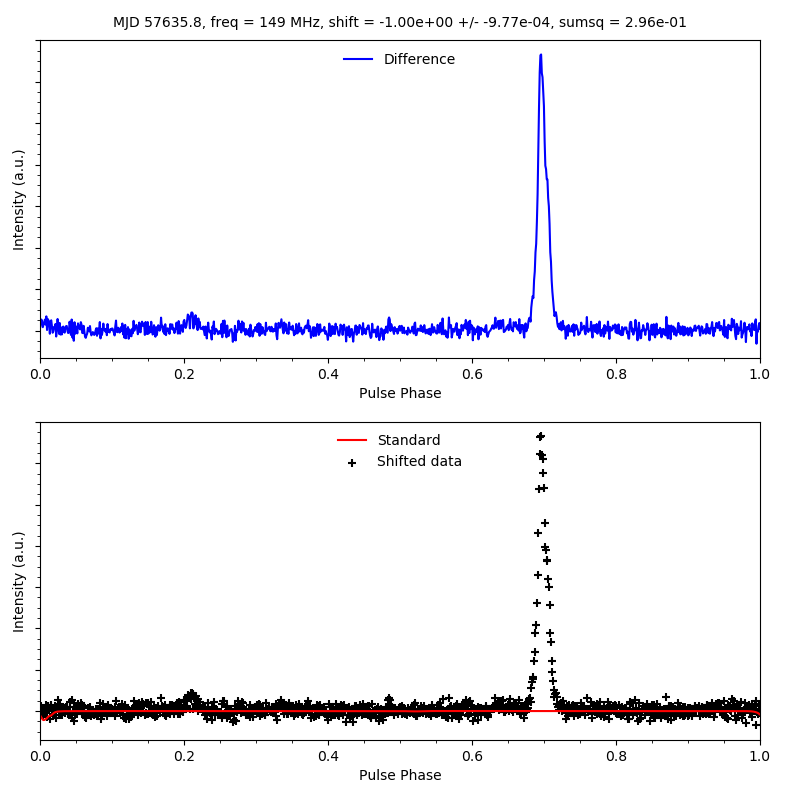 MJD 57635.8, freq = 149 MHz, shift = -1.00e+00 +/- -9.77e-04, sumsq = 2.96e-01
Difference
Intensity (a.u.)
0.0 0.2 0.4 0.6 0.8 1.0
Pulse Phase
Standard
Shifted data
Intensity (a.u.)
0.0 0.2 0.4 0.6 0.8 1.0
Pulse Phase